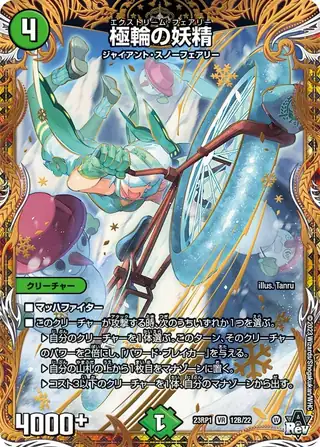 エクストリーム・フェアリー
4
極輪の妖精
ジャイアント・スノーフェアリー
クリーチャー
illus. Tanru
■マッハファイター
■このクリーチャーが攻撃する時、次のうちいずれか1つを選ぶ。
▶自分のクリーチャーを1体選ぶ。このターン、そのクリーチャー
のパワーを2倍にし、「パワード・ブレイカー」を与える。
▶自分の山札の上から1枚目をマナゾーンに置く。
▶コスト3以下のクリーチャーを1体、自分のマナゾーンから出す。
4000+
1
23RP1 VR 12B/22
Rev